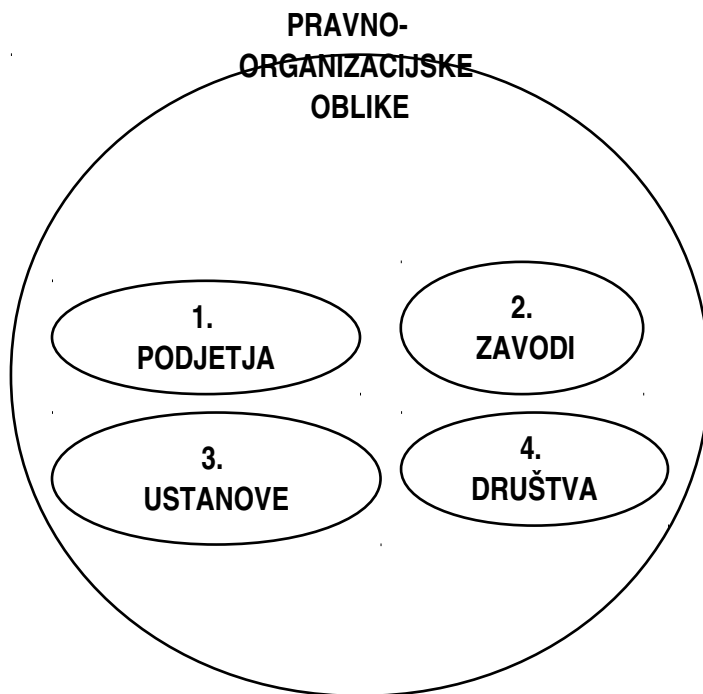 PRAVNO-
ORGANIZACIJSKE
OBLIKE
1.
PODJETJA
2.
ZAVODI
3.
USTANOVE
4.
DRUŠTVA